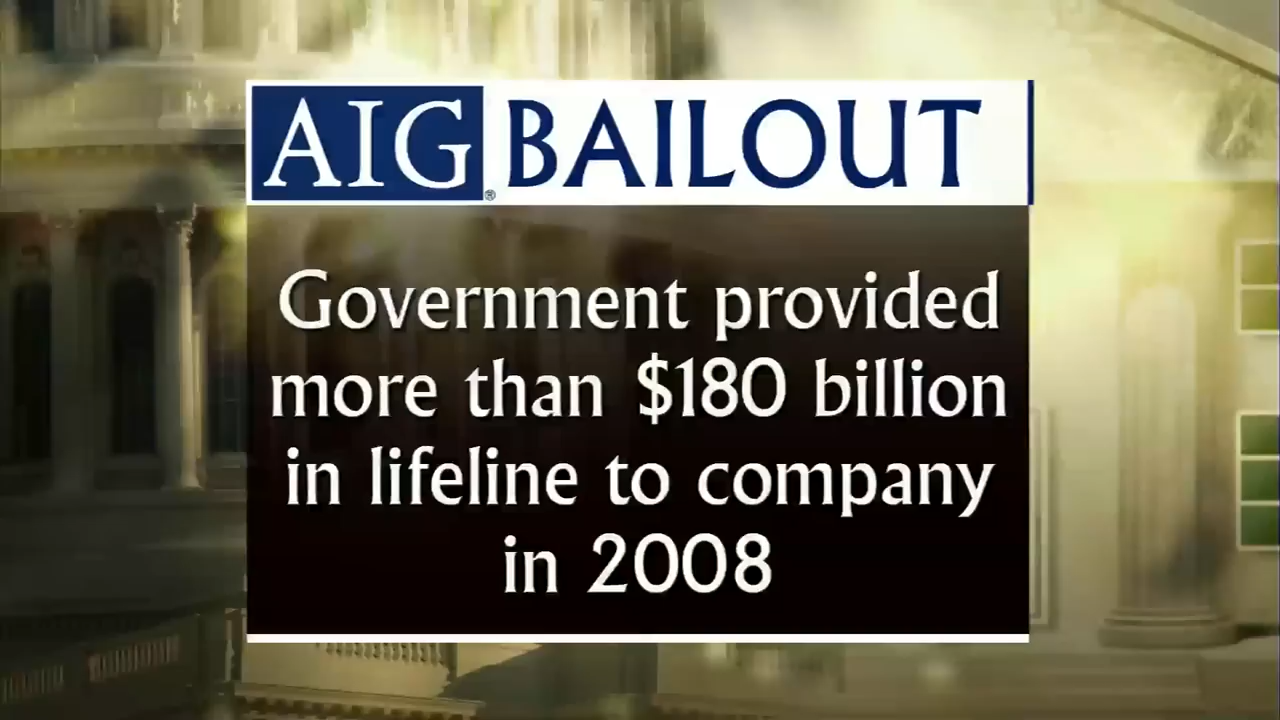 AIG® BAILOUT
Government provided
more than $180 billion
in lifeline to company
in 2008